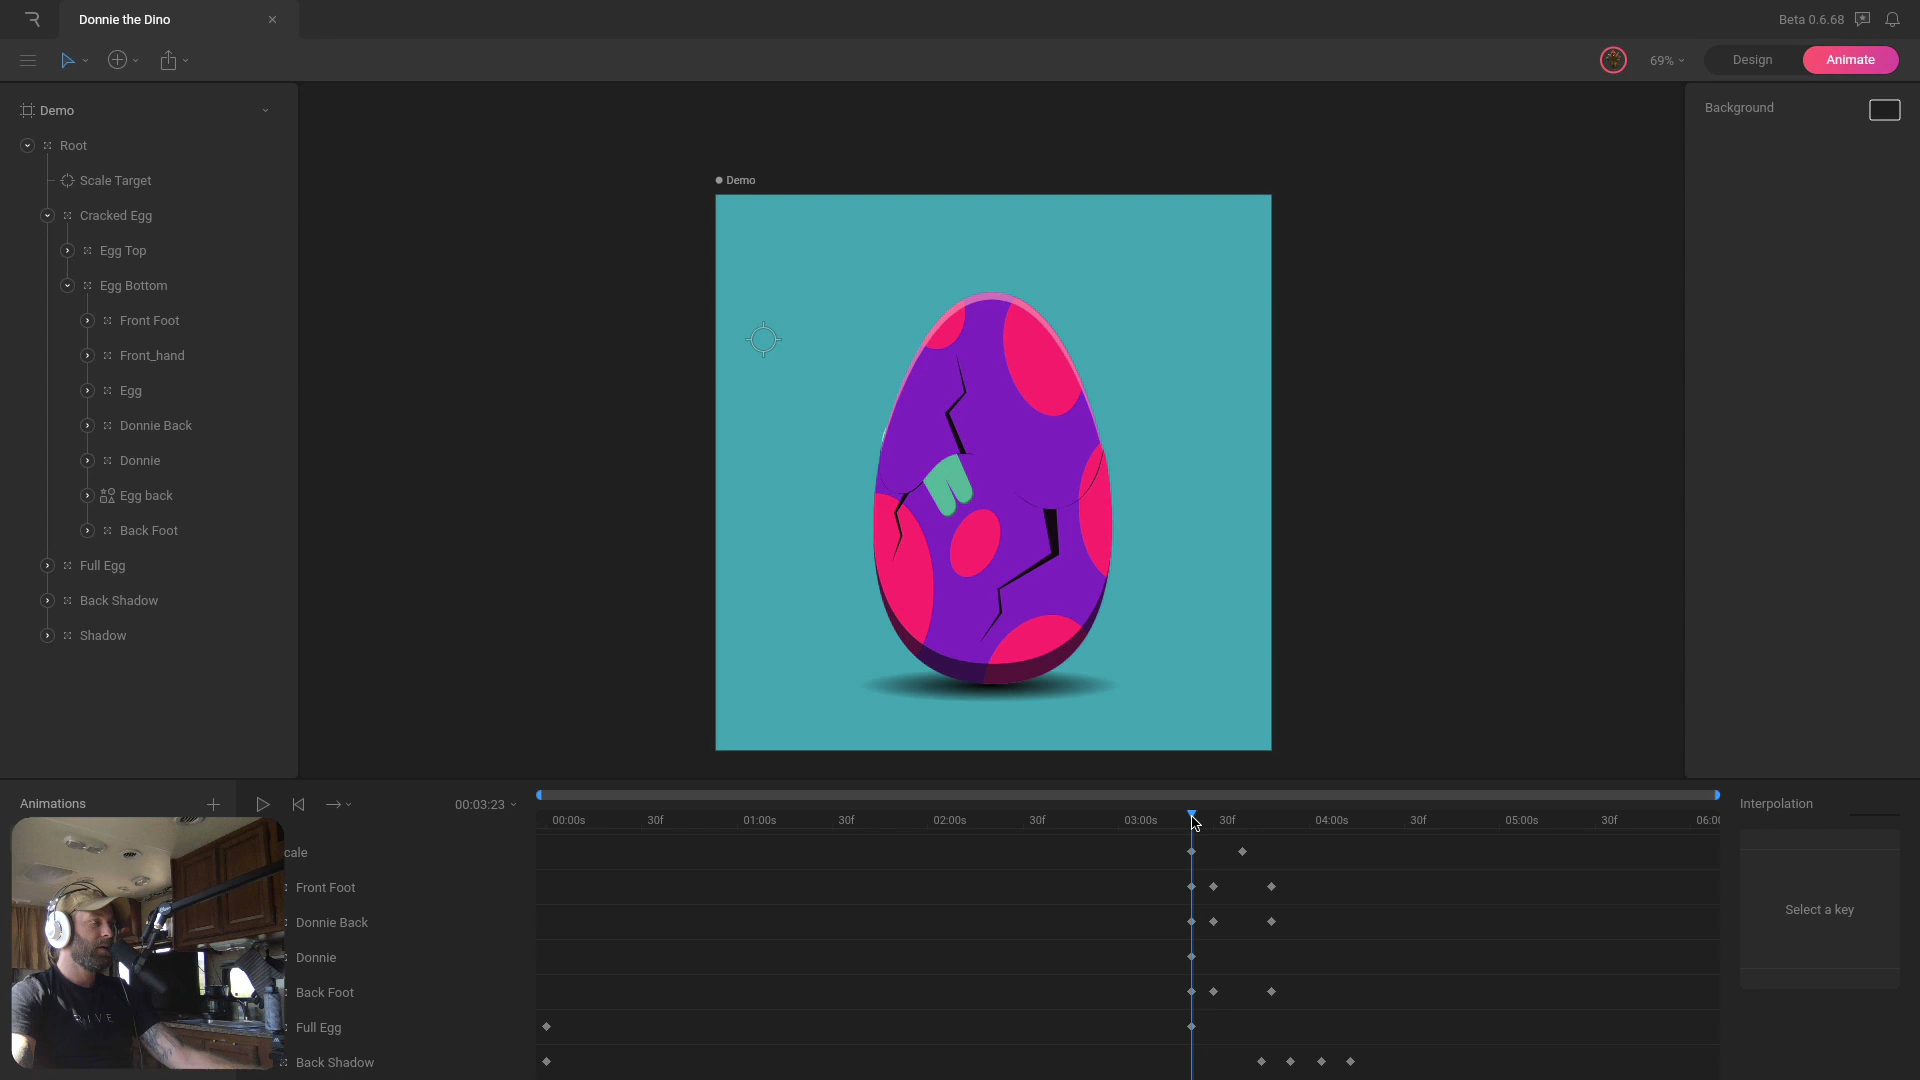 Donnie the Dino
Beta 0.6.68
69%
Design
Animate
Demo
Background
Root
Scale Target
Demo
Cracked Egg
Egg Top
Egg Bottom
Front Foot
Front_hand
Egg
Donnie Back
Donnie
Egg back
Back Foot
Full Egg
Back Shadow
Shadow
Animations
00:03:23
Interpolation
00:00s 30f 01:00s 30f 02:00s 30f 03:00s 30f 04:00s 30f 05:00s 30f 06:00
cale
Front Foot
Donnie Back
Select a key
Donnie
Back Foot
RIVE
Full Egg
Back Shadow